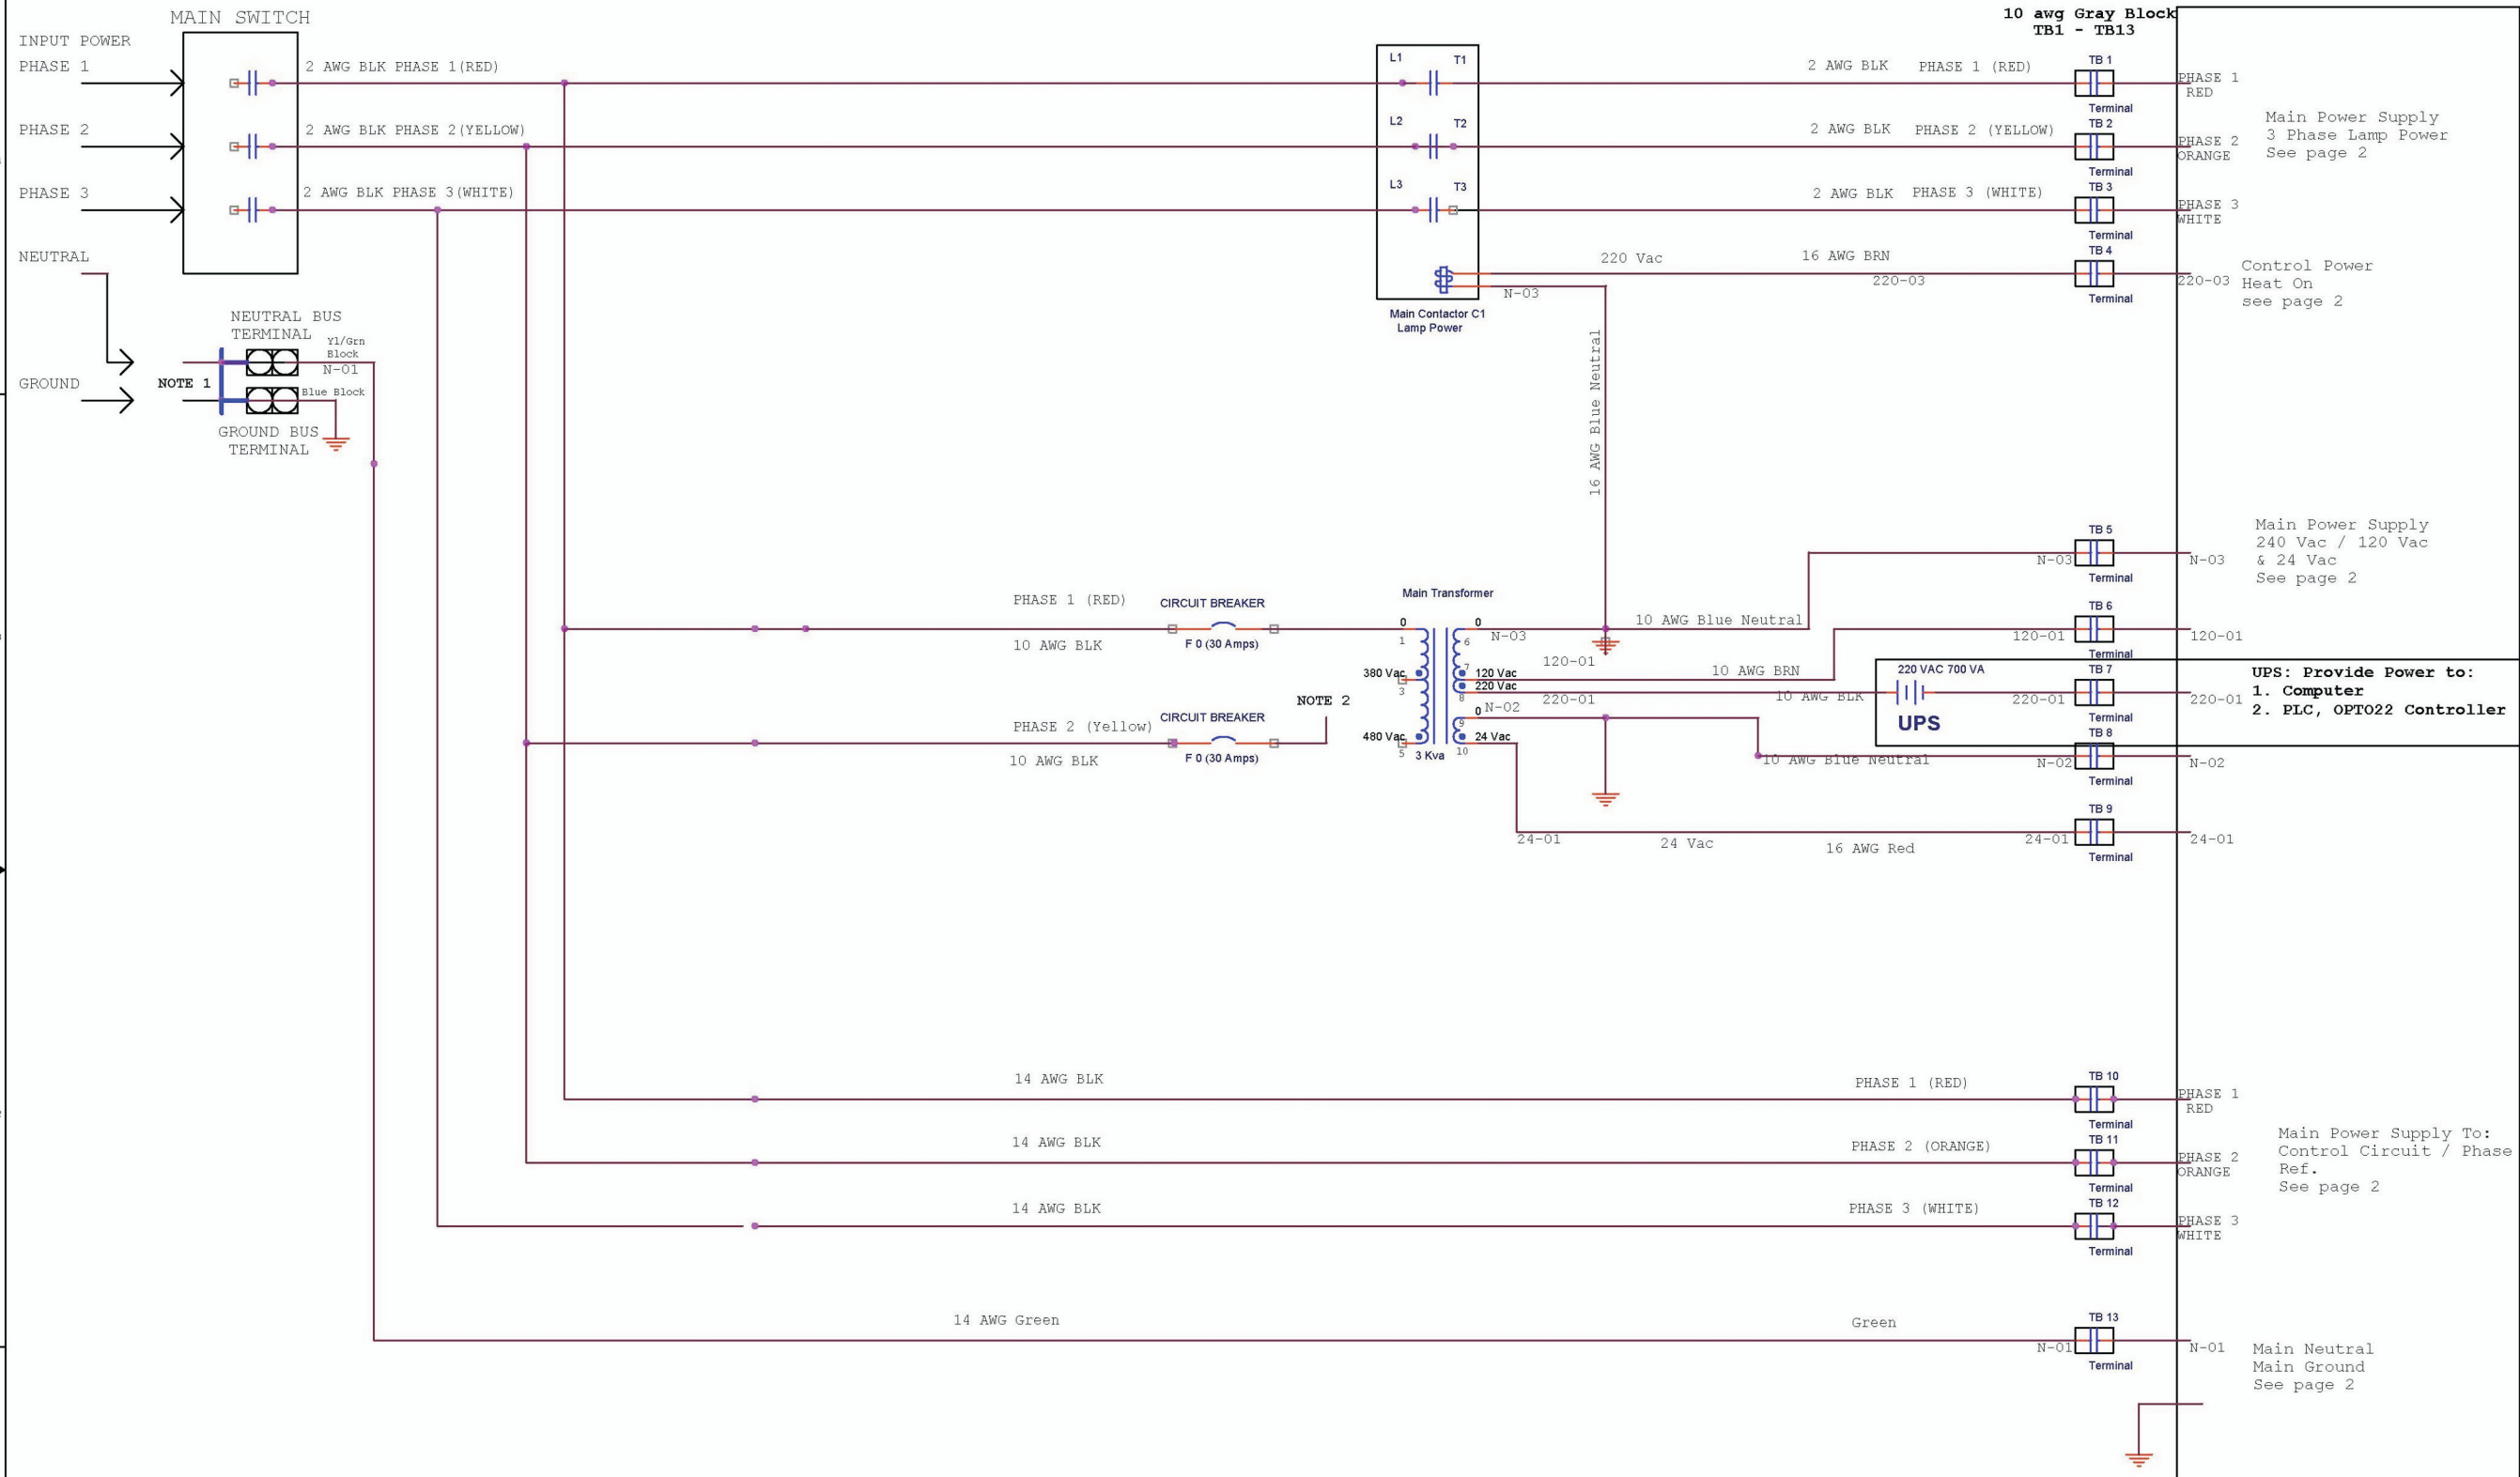 MAIN SWITCH
INPUT POWER
PHASE 1
PHASE 2
PHASE 3
NEUTRAL
GROUND
2 AWG BLK PHASE 1(RED)
2 AWG BLK PHASE 2(YELLOW)
2 AWG BLK PHASE 3(WHITE)
NEUTRAL BUS
TERMINAL
Yl/Grn
Block
N-01
NOTE 1
Blue Block
GROUND BUS
TERMINAL
L1 T1
L2 T2
L3 T3
Main Contactor C1
Lamp Power
220 Vac
N-03
16 AWG BRN
220-03
16 AWG Blue Neutral
2 AWG BLK PHASE 1 (RED)
2 AWG BLK PHASE 2 (YELLOW)
2 AWG BLK PHASE 3 (WHITE)
10 awg Gray Block
TB1 - TB13
TB 1
Terminal
TB 2
Terminal
TB 3
Terminal
TB 4
Terminal
PHASE 1
RED
PHASE 2
ORANGE
PHASE 3
WHITE
220-03
Main Power Supply
3 Phase Lamp Power
See page 2
Control Power
Heat On
see page 2
PHASE 1 (RED)
10 AWG BLK
CIRCUIT BREAKER
F 0 (30 Amps)
PHASE 2 (Yellow)
10 AWG BLK
CIRCUIT BREAKER
F 0 (30 Amps)
NOTE 2
Main Transformer
0
1
380 Vac
3
480 Vac
5
3 Kva
0
6
7
120 Vac
220 Vac
8
0
9
24 Vac
10
N-03
120-01
220-01
N-02
24-01
10 AWG Blue Neutral
10 AWG BRN
10 AWG BLK
10 AWG Blue Neutral
24 Vac
16 AWG Red
220 VAC 700 VA
UPS
N-03
TB 5
Terminal
N-03
120-01
TB 6
Terminal
120-01
220-01
TB 7
Terminal
220-01
N-02
TB 8
Terminal
N-02
24-01
TB 9
Terminal
24-01
Main Power Supply
240 Vac / 120 Vac
& 24 Vac
See page 2
UPS: Provide Power to:
1. Computer
2. PLC, OPTO22 Controller
14 AWG BLK
PHASE 1 (RED)
TB 10
Terminal
PHASE 1
RED
14 AWG BLK
PHASE 2 (ORANGE)
TB 11
Terminal
PHASE 2
ORANGE
14 AWG BLK
PHASE 3 (WHITE)
TB 12
Terminal
PHASE 3
WHITE
Main Power Supply To:
Control Circuit / Phase
Ref.
See page 2
14 AWG Green
Green
N-01
TB 13
Terminal
N-01
Main Neutral
Main Ground
See page 2